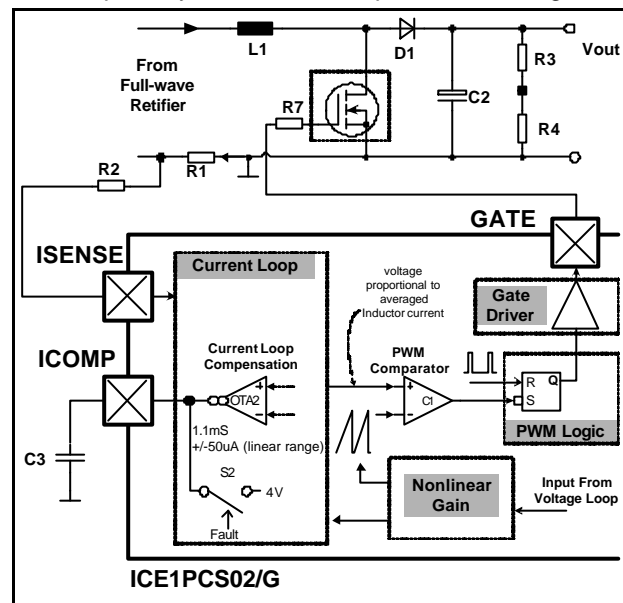 L1
D1
Vout
From
Full-wave
Retifier
R7
C2
R3
R4
R2
R1
GATE
ISENSE
Current Loop
voltage
proportional to
averaged
Inductor current
Gate
Driver
ICOMP
Current Loop
Compensation
PWM
Comparator
OTA2
C1
R
S
Q
PWM Logic
C3
1.1mS
+/-50uA (linear range)
S2
4V
Fault
Nonlinear
Gain
Input From
Voltage Loop
ICE1PCS02/G